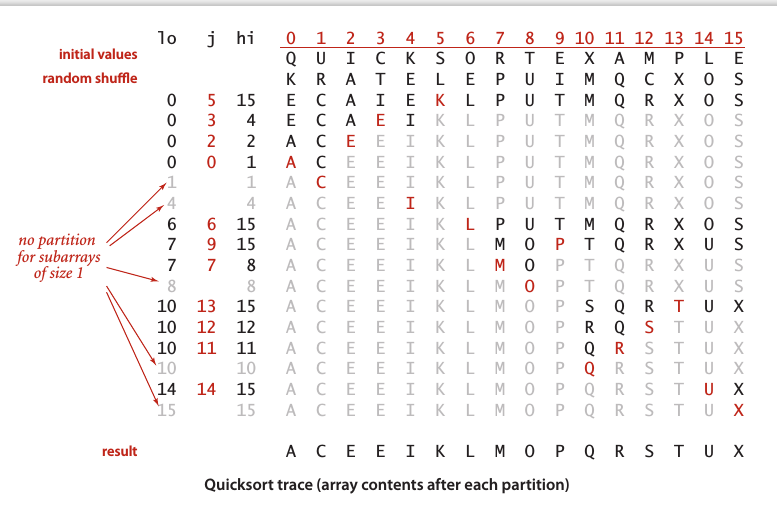 lo j hi 0 1 2 3 4 5 6 7 8 9 10 11 12 13 14 15
initial values Q U I C K S O R T E X A M P L E
random shuffle K R A T E L E P U I M Q C X O S
0 5 15 E C A I E K L P U T M Q R X O S
0 3 4 E C A E I K L P U T M Q R X O S
0 2 2 A C E E I K L P U T M Q R X O S
0 0 1 A C E E I K L P U T M Q R X O S
1 1 A C E E I K L P U T M Q R X O S
4 4 A C E E I K L P U T M Q R X O S
6 6 15 A C E E I K L P U T M Q R X O S
7 9 15 A C E E I K L M O P T Q R X U S
7 7 8 A C E E I K L M O P T Q R X U S
8 8 A C E E I K L M O P T Q R X U S
10 13 15 A C E E I K L M O P S Q R T U X
10 12 12 A C E E I K L M O P R Q S T U X
10 11 11 A C E E I K L M O P Q R S T U X
10 10 A C E E I K L M O P Q R S T U X
14 14 15 A C E E I K L M O P Q R S T U X
15 15 A C E E I K L M O P Q R S T U X
no partition
for subarrays
of size 1
result A C E E I K L M O P Q R S T U X
Quicksort trace (array contents after each partition)